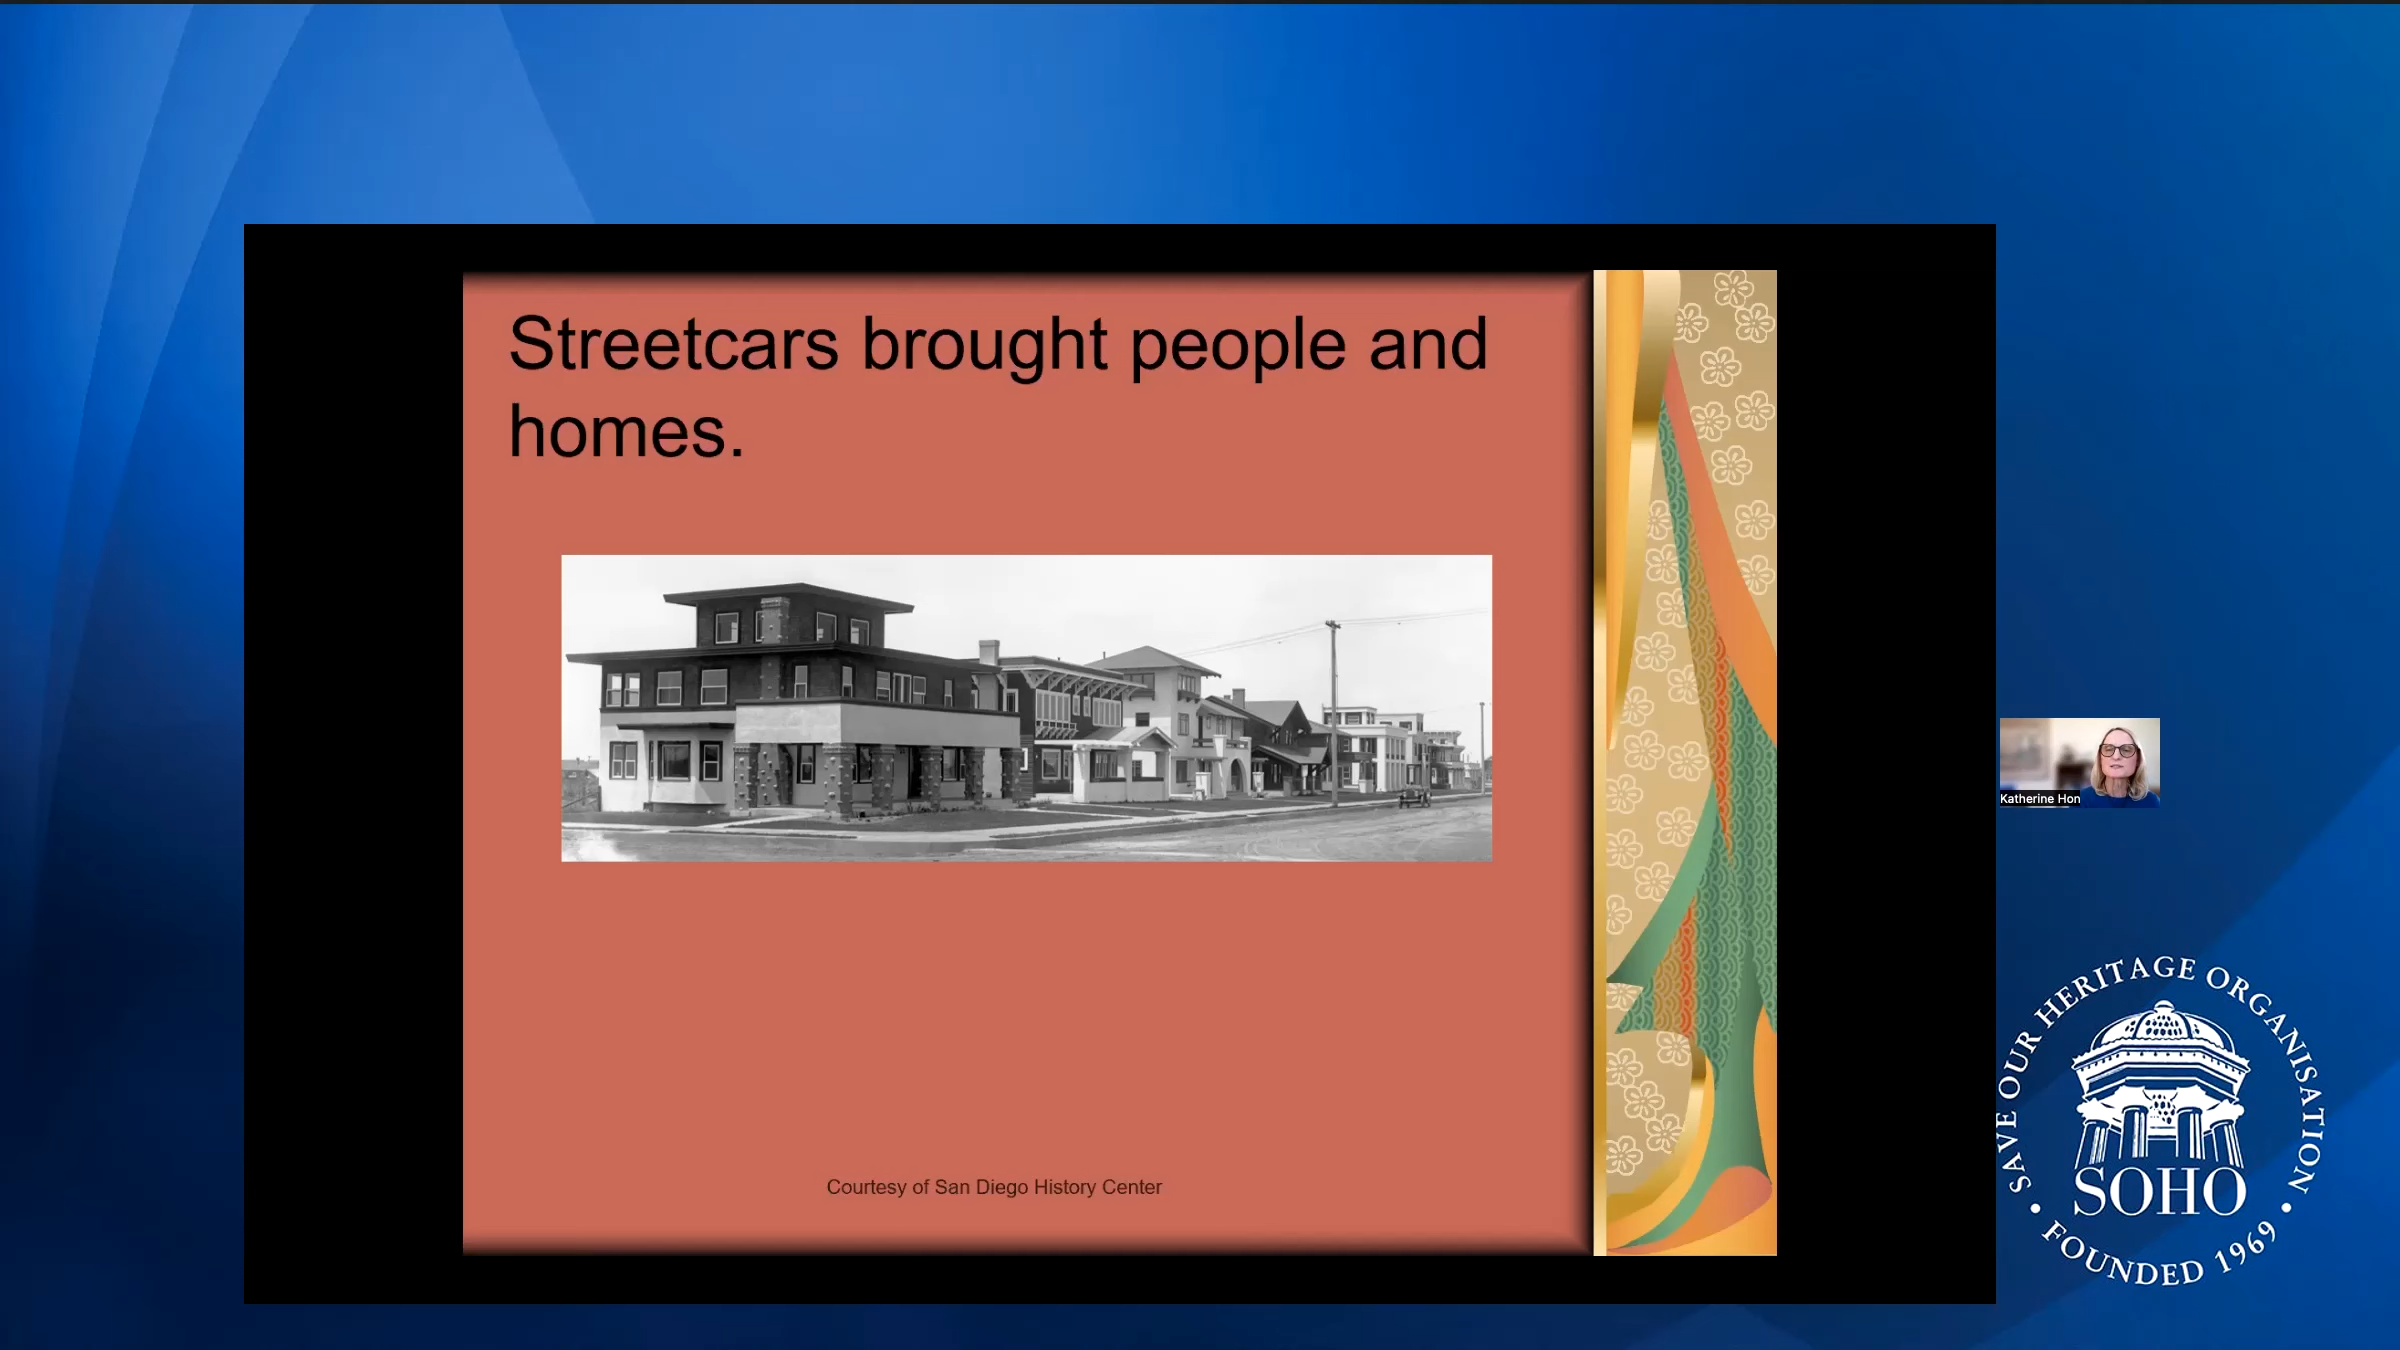 Streetcars brought people and
homes.
Courtesy of San Diego History Center
Katherine Hon
SAVE OUR HERITAGE ORGANISATION
SOHO
• FOUNDED 1969 •